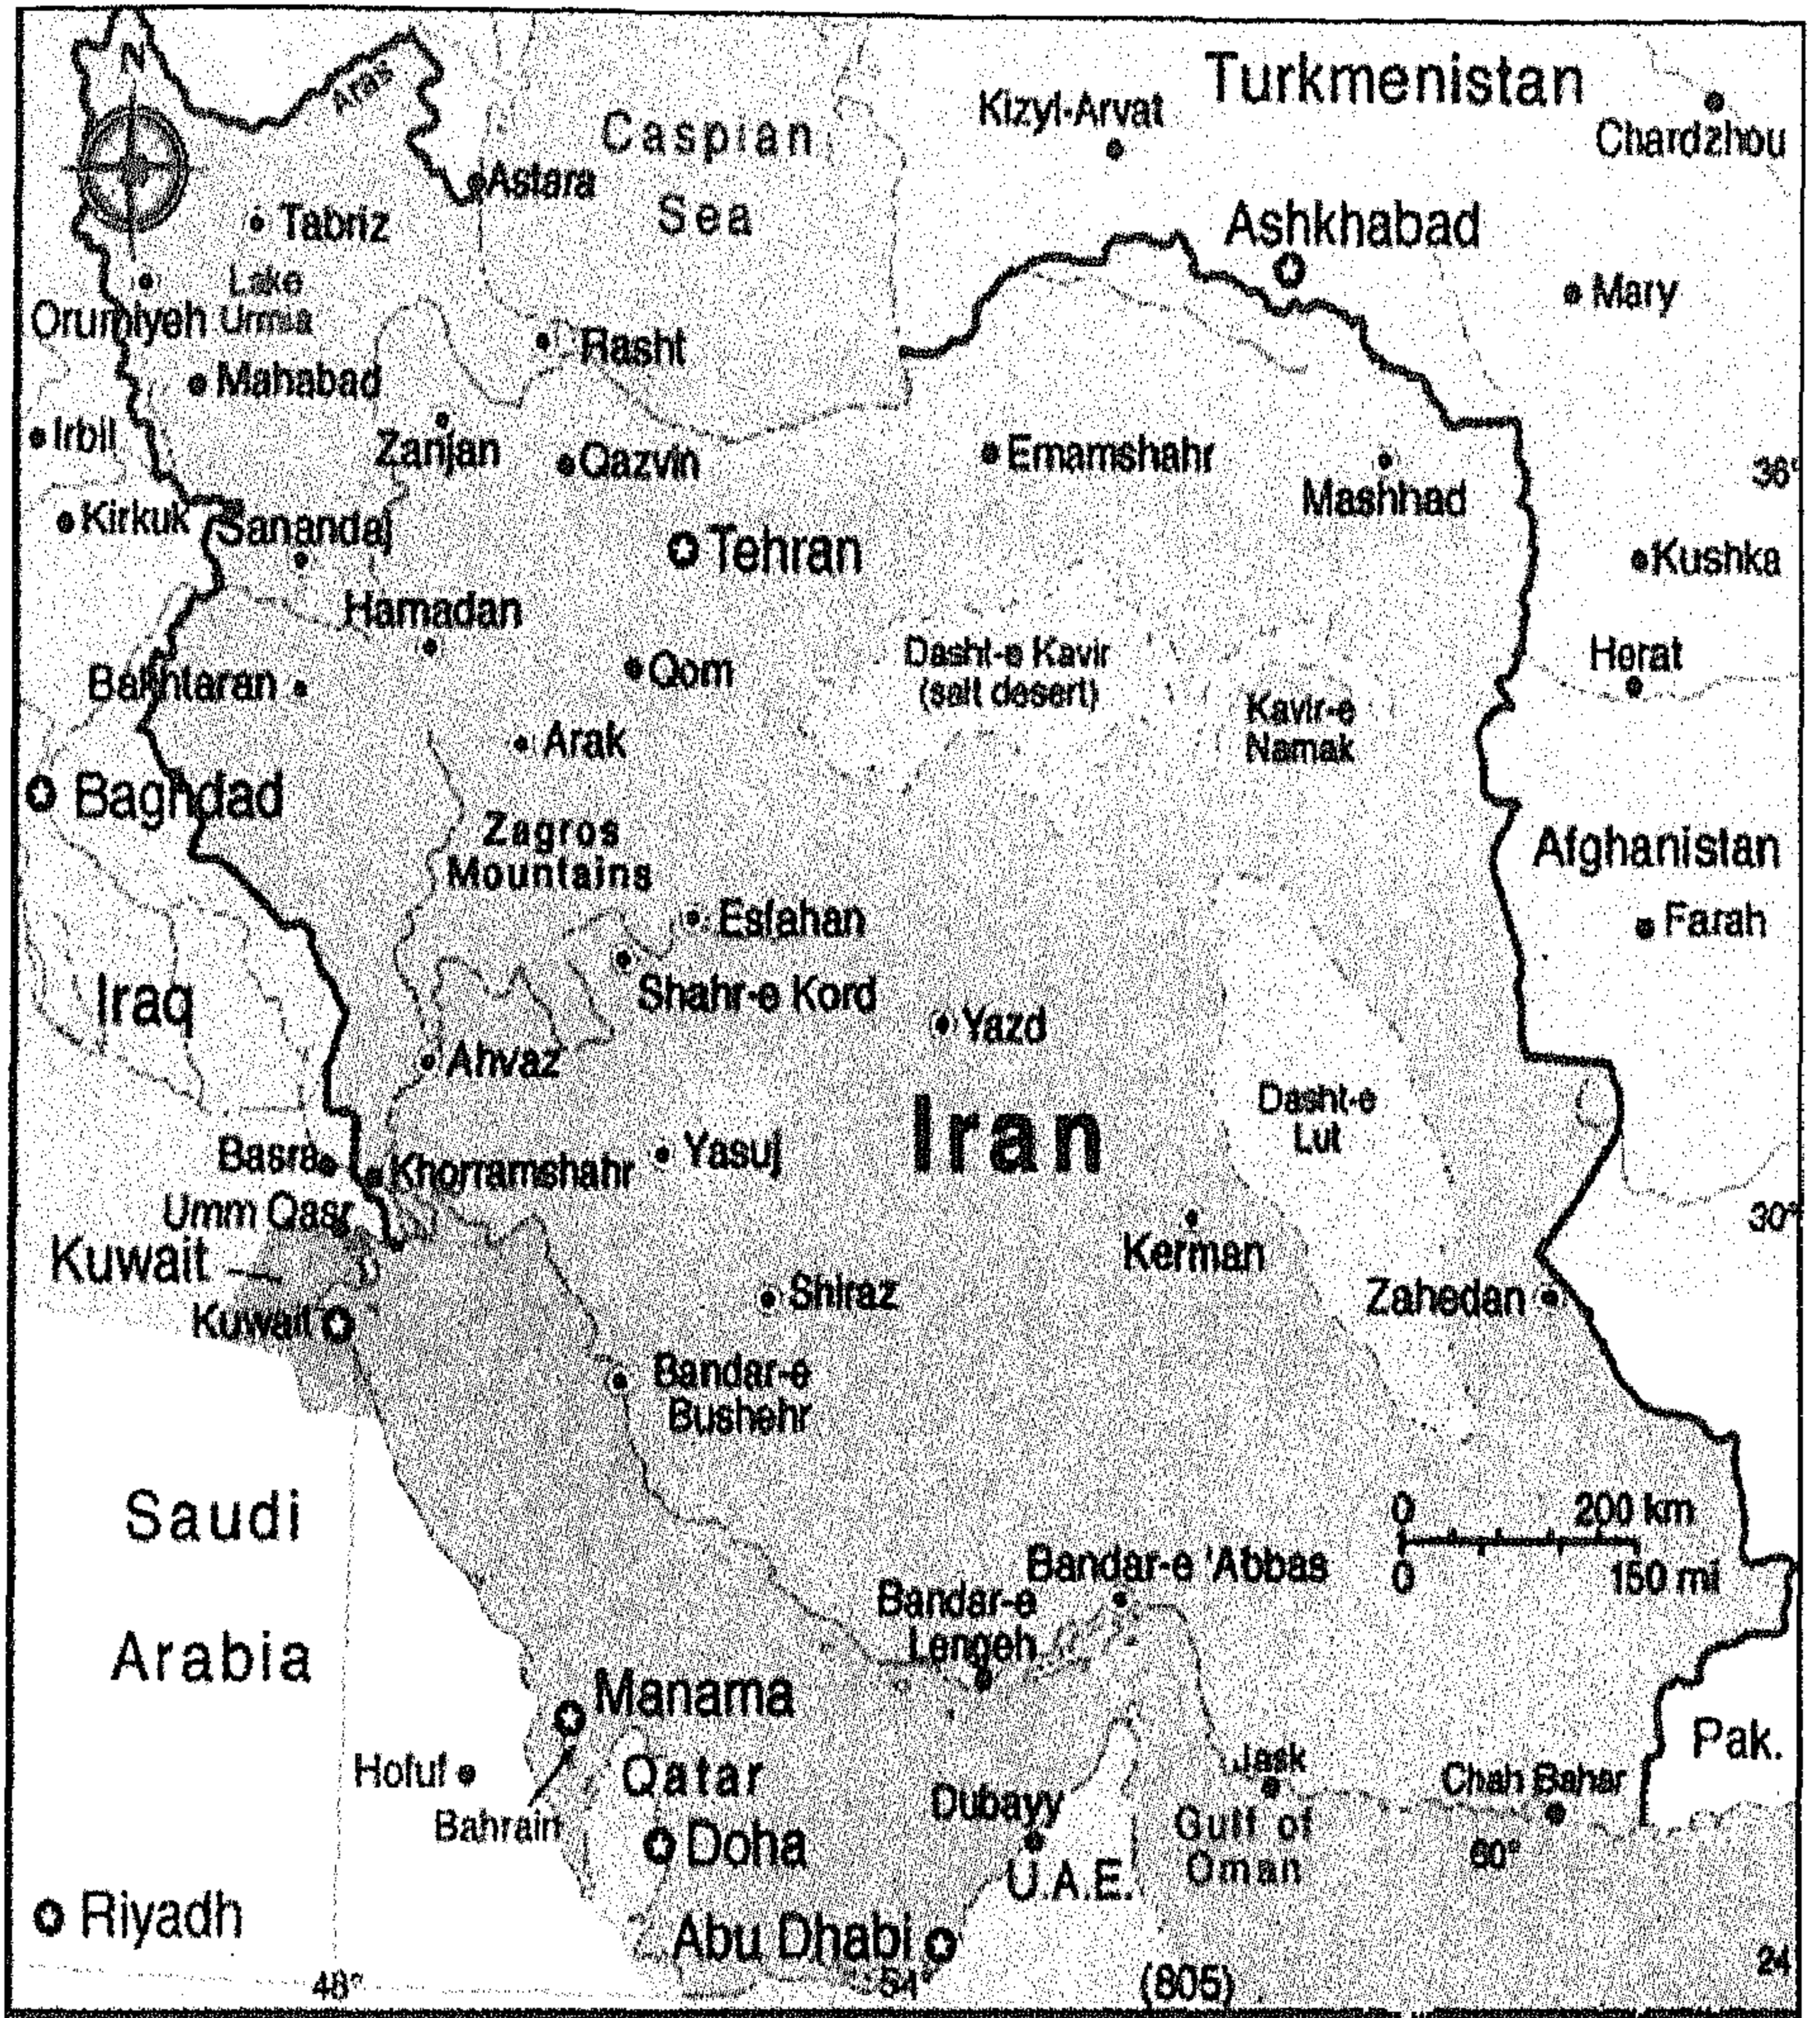 N
Aras
Caspian
Sea
Turkmenistan
Kizyl-Arvat
Chardzhou
Astara
Ashkhabad
Tabriz
Mary
Lake
Urmia
Orumiyeh
Rasht
Mahabad
Irbil
Zanjan
Qazvin
Emamshahr
Mashhad
36°
Kirkuk
Sanandaj
Tehran
Kushka
Hamadan
Herat
Bakhtaran
Qom
Dasht-e Kavir
(salt desert)
Kavir-e
Namak
Arak
Baghdad
Zagros
Mountains
Afghanistan
Esfahan
Farah
Iraq
Shahr-e Kord
Yazd
Ahvaz
Iran
Dasht-e
Lut
Basra
Khorramshahr
Yasuj
Umm Qasr
30°
Kuwait
Kerman
Shiraz
Zahedan
Kuwait
Bandar-e
Bushehr
Saudi
Arabia
0 200 km
0 150 mi
Bandar-e 'Abbas
Bandar-e
Lengeh
Manama
Pak.
Hofuf
Qatar
Jask
Chah Bahar
Dubayy
Bahrain
Gulf of
Oman
Doha
60°
U.A.E.
Riyadh
Abu Dhabi
24
48°
54°
(805)